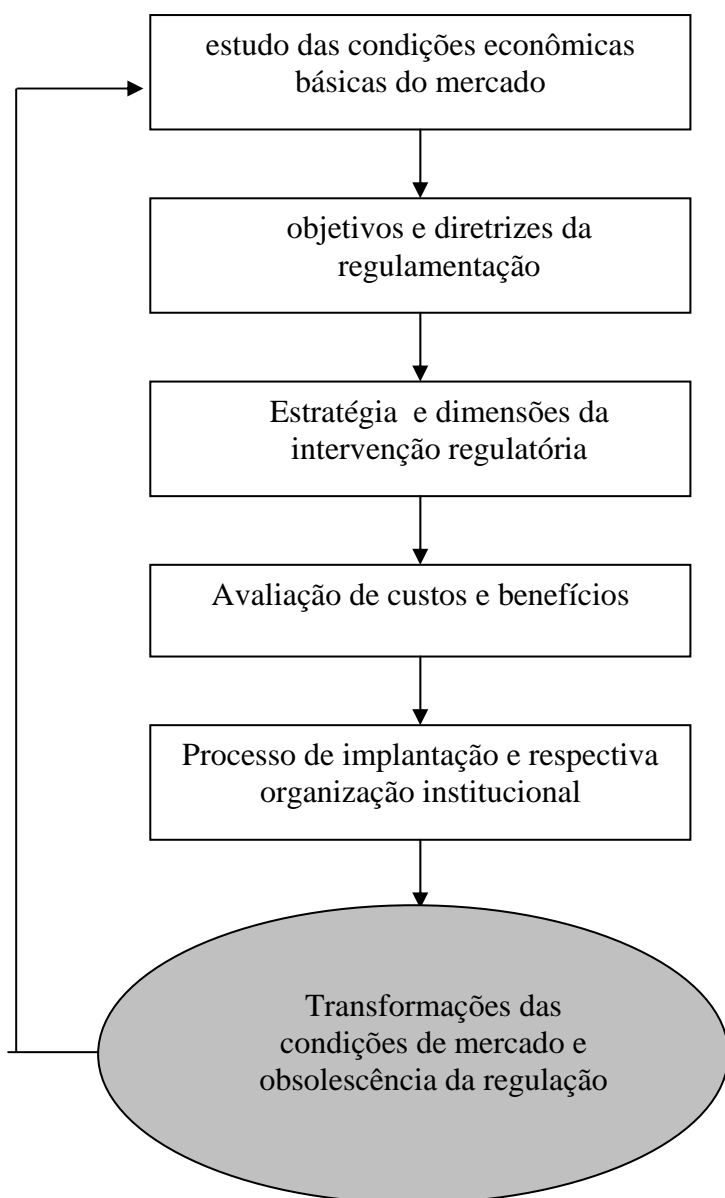 estudo das condições econômicas
básicas do mercado
objetivos e diretrizes da
regulamentação
Estratégia e dimensões da
intervenção regulatória
Avaliação de custos e benefícios
Processo de implantação e respectiva
organização institucional
Transformações das
condições de mercado e
obsolescência da regulação